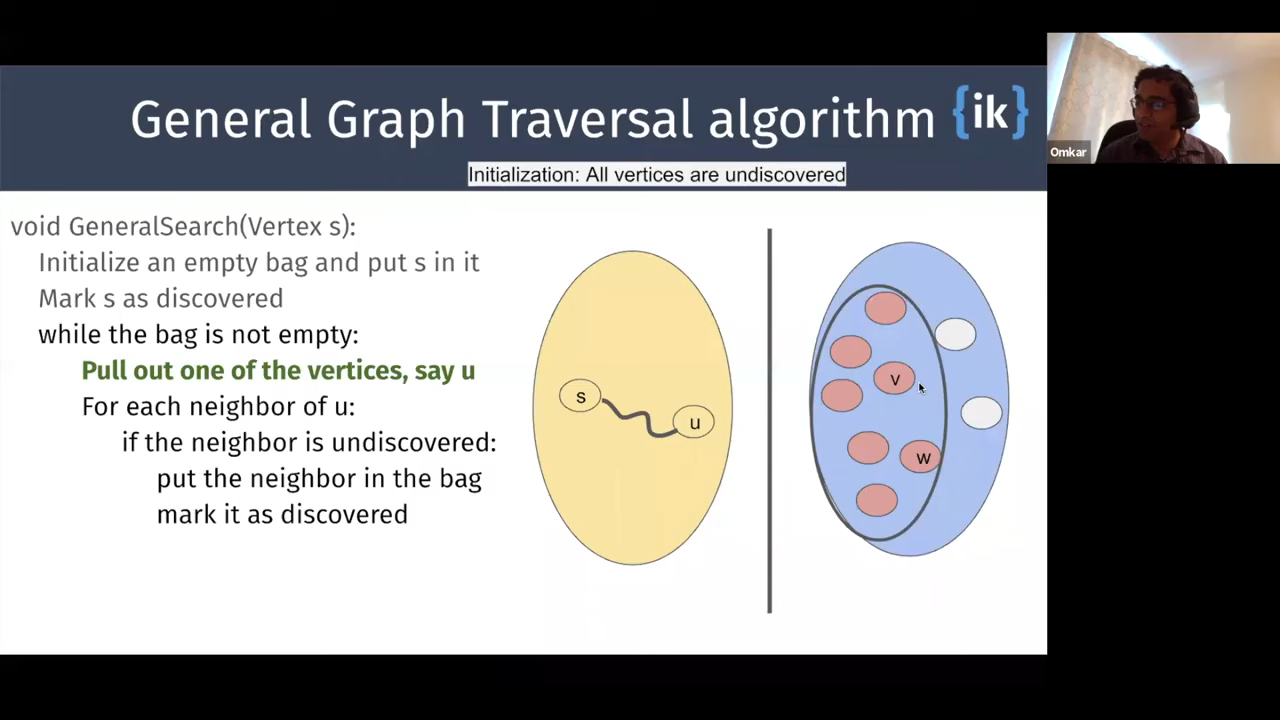 General Graph Traversal algorithm {ik}
Initialization: All vertices are undiscovered
Omkar
void GeneralSearch(Vertex s):
Initialize an empty bag and put s in it
Mark s as discovered
while the bag is not empty:
Pull out one of the vertices, say u
For each neighbor of u:
if the neighbor is undiscovered:
put the neighbor in the bag
mark it as discovered
s
u
v
w